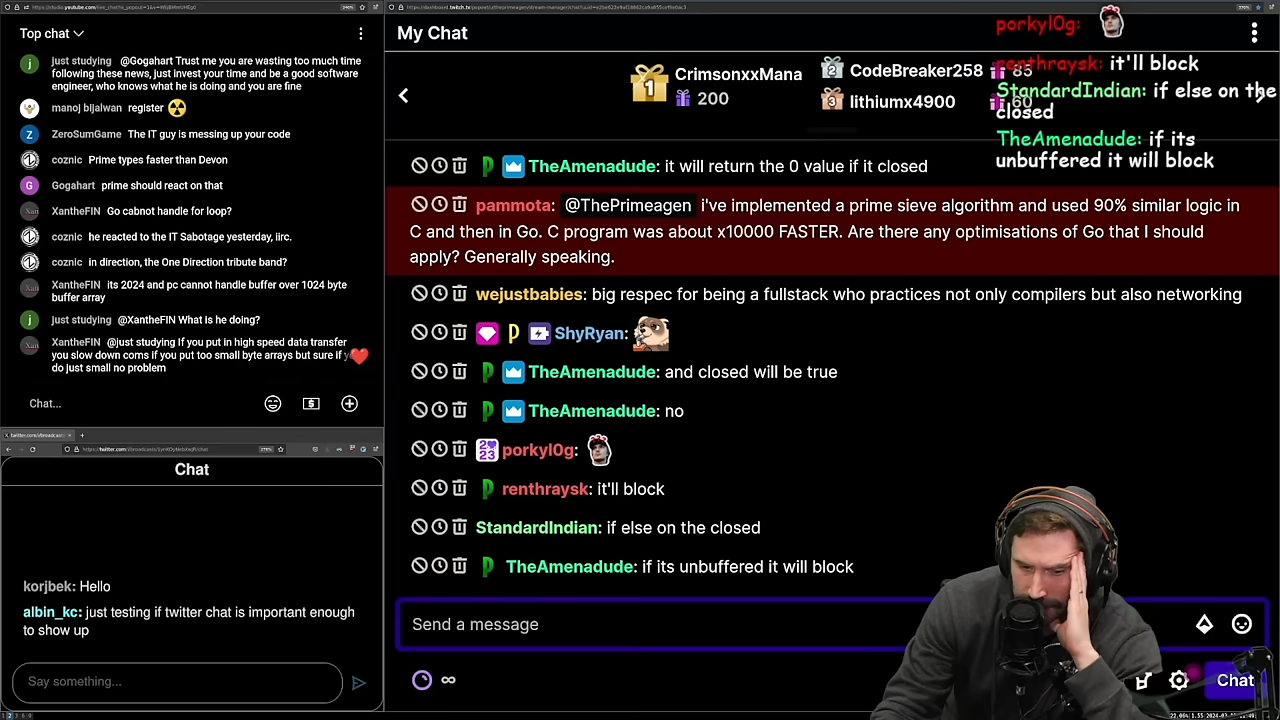 Top chat
just studying @Gogahart Trust me you are wasting too much time
following these news, just invest your time and be a good software
engineer, who knows what he is doing and you are fine
manoj bijalwan register
ZeroSumGame The IT guy is messing up your code
coznic Prime types faster than Devon
Gogahart prime should react on that
XantheFIN Go cabnot handle for loop?
coznic he reacted to the IT Sabotage yesterday, iirc.
coznic in direction, the One Direction tribute band?
XantheFIN its 2024 and pc cannot handle buffer over 1024 byte
buffer array
just studying @XantheFIN What is he doing?
XantheFIN @just studying If you put in high speed data transfer
you slow down coms if you put too small byte arrays but sure if
do just small no problem
Chat...
Chat
korjbek: Hello
albin_kc: just testing if twitter chat is important enough
to show up
Say something...
My Chat
1
CrimsonxxMana
200
2
CodeBreaker258
85
3
lithiumx4900
60
TheAmenadude: it will return the 0 value if it closed
pammota: @ThePrimeagen i've implemented a prime sieve algorithm and used 90% similar logic in
C and then in Go. C program was about x10000 FASTER. Are there any optimisations of Go that I should
apply? Generally speaking.
wejustbabies: big respec for being a fullstack who practices not only compilers but also networking
ShyRyan:
TheAmenadude: and closed will be true
TheAmenadude: no
porkyl0g:
renthraysk: it'll block
StandardIndian: if else on the closed
TheAmenadude: if its unbuffered it will block
Send a message
Chat
porkyl0g:
renthraysk: it'll block
StandardIndian: if else on the
closed
TheAmenadude: if its
unbuffered it will block